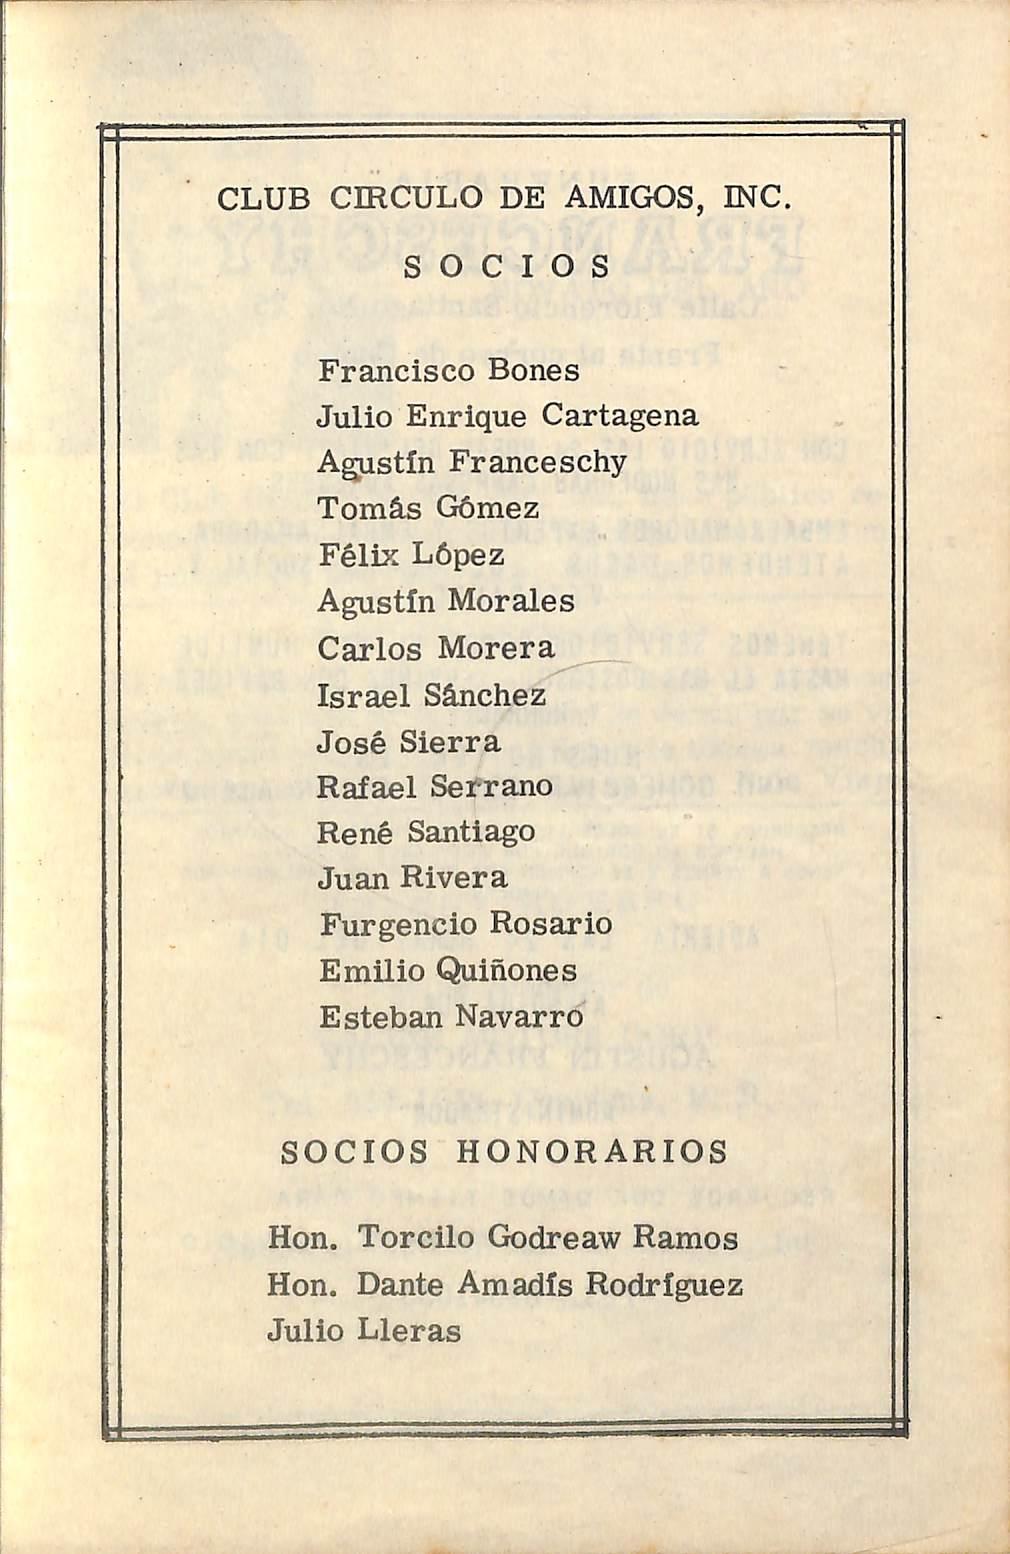 CLUB CIRCULO DE AMIGOS, INC.
SOCIOS
Francisco Bones
Julio Enrique Cartagena
Agustín Franceschy
Tomás Gómez
Félix López
Agustín Morales
Carlos Morera
Israel Sánchez
José Sierra
Rafael Serrano
René Santiago
Juan Rivera
Furgencio Rosario
Emilio Quiñones
Esteban Navarro
SOCIOS HONORARIOS
Hon. Torcilo Godreaw Ramos
Hon. Dante Amadís Rodríguez
Julio Lleras